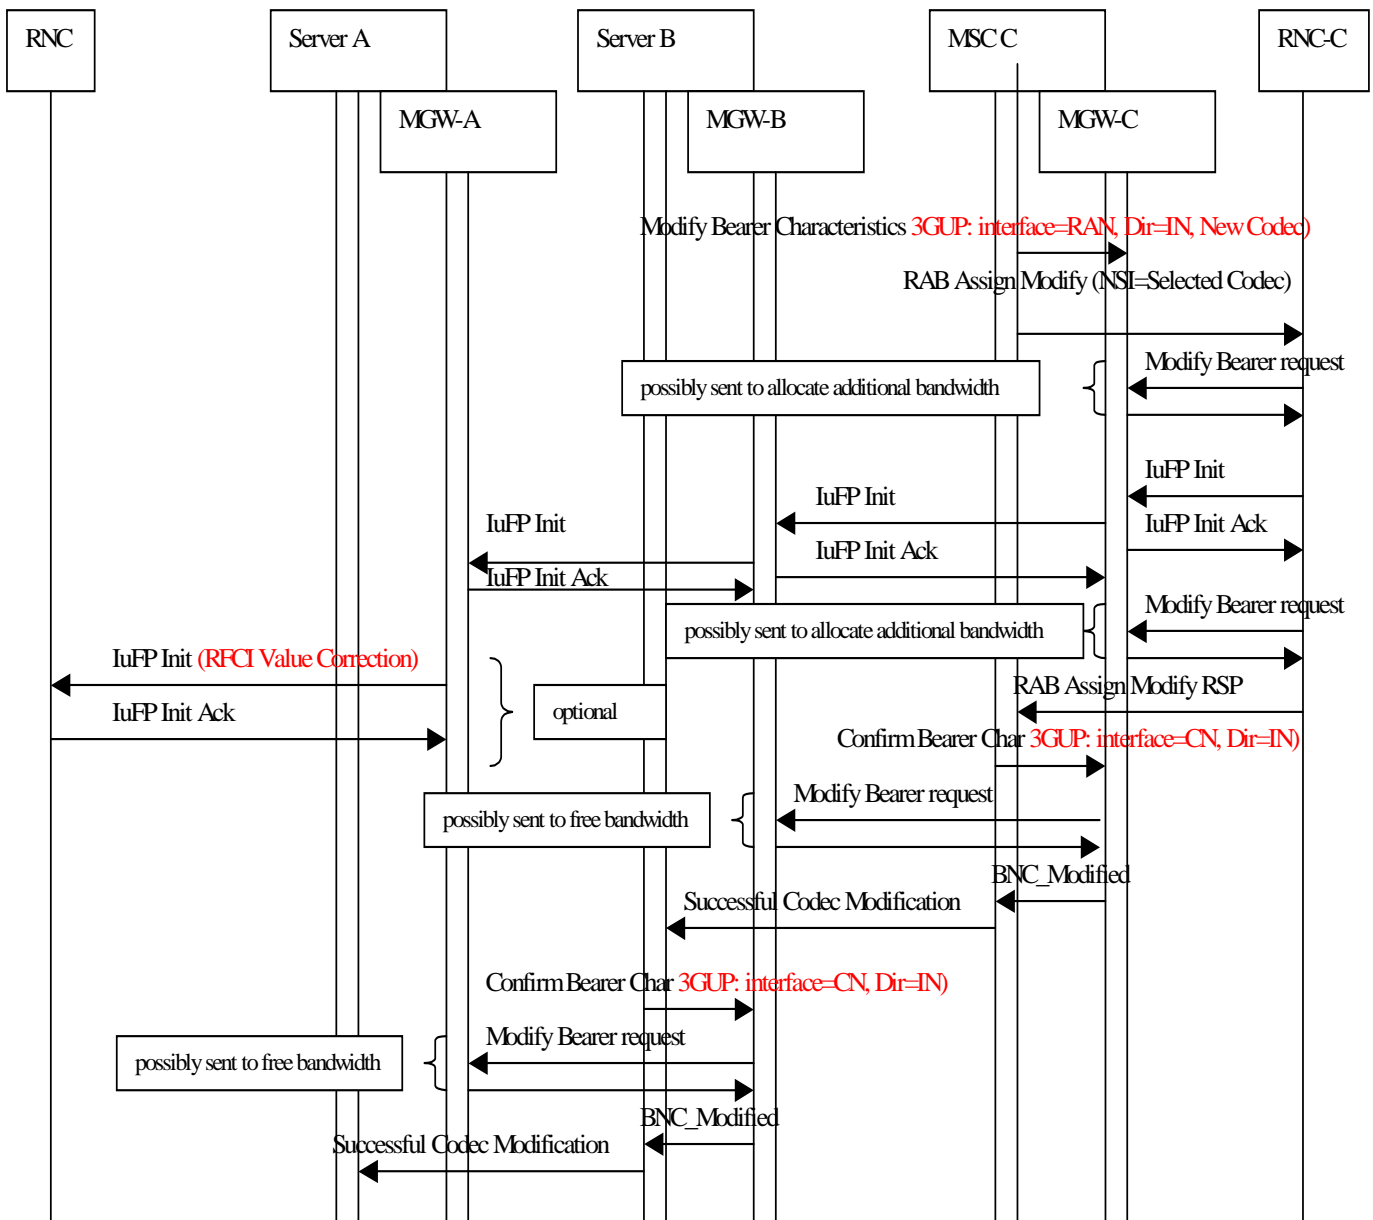 RNC
Server A
Server B
MSC C
RNC-C
MGW-A
MGW-B
MGW-C
Modify Bearer Characteristics 3GUP: interface=RAN, Dir=IN, New Codec)
RAB Assign Modify (NSI=Selected Codec)
Modify Bearer request
possibly sent to allocate additional bandwidth
IuFP Init
IuFP Init
IuFP Init
IuFP Init Ack
IuFP Init Ack
IuFP Init Ack
Modify Bearer request
possibly sent to allocate additional bandwidth
IuFP Init (RFCI Value Correction)
RAB Assign Modify RSP
IuFP Init Ack
optional
Confirm Bearer Char 3GUP: interface=CN, Dir=IN)
Modify Bearer request
possibly sent to free bandwidth
BNC_Modified
Successful Codec Modification
Confirm Bearer Char 3GUP: interface=CN, Dir=IN)
Modify Bearer request
possibly sent to free bandwidth
BNC_Modified
Successful Codec Modification